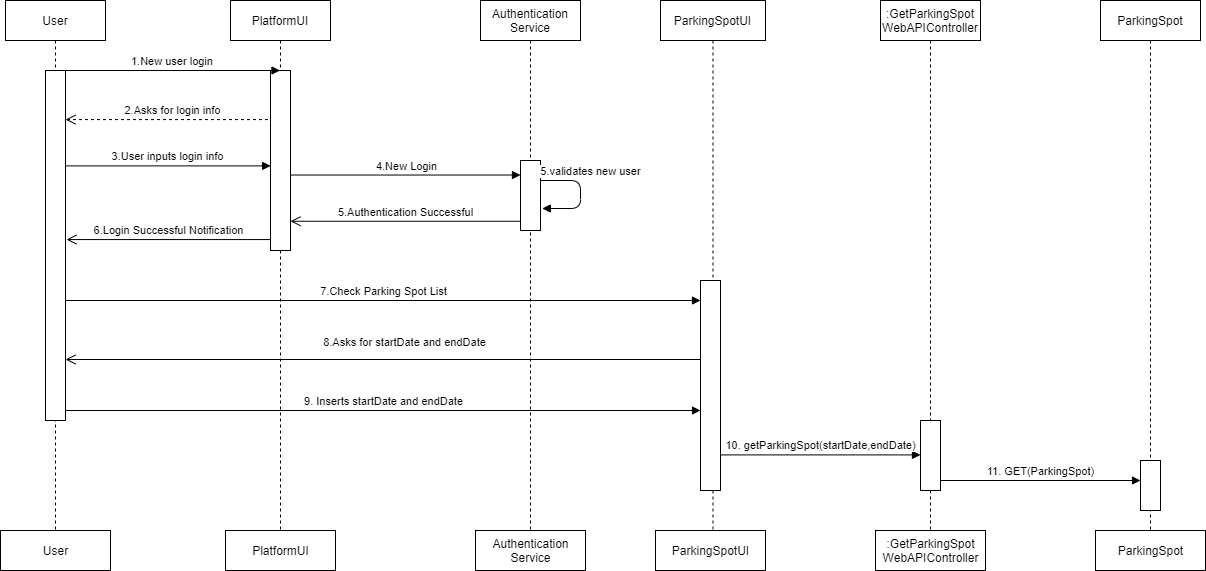 User
PlatformUI
Authentication
Service
ParkingSpotUI
:GetParkingSpot
WebAPIController
ParkingSpot
1.New user login
2.Asks for login info
3.User inputs login info
4.New Login
5.validates new user
5.Authentication Successful
6.Login Successful Notification
7.Check Parking Spot List
8.Asks for startDate and endDate
9. Inserts startDate and endDate
10. getParkingSpot(startDate,endDate)
11. GET(ParkingSpot)
User
PlatformUI
Authentication
Service
ParkingSpotUI
:GetParkingSpot
WebAPIController
ParkingSpot